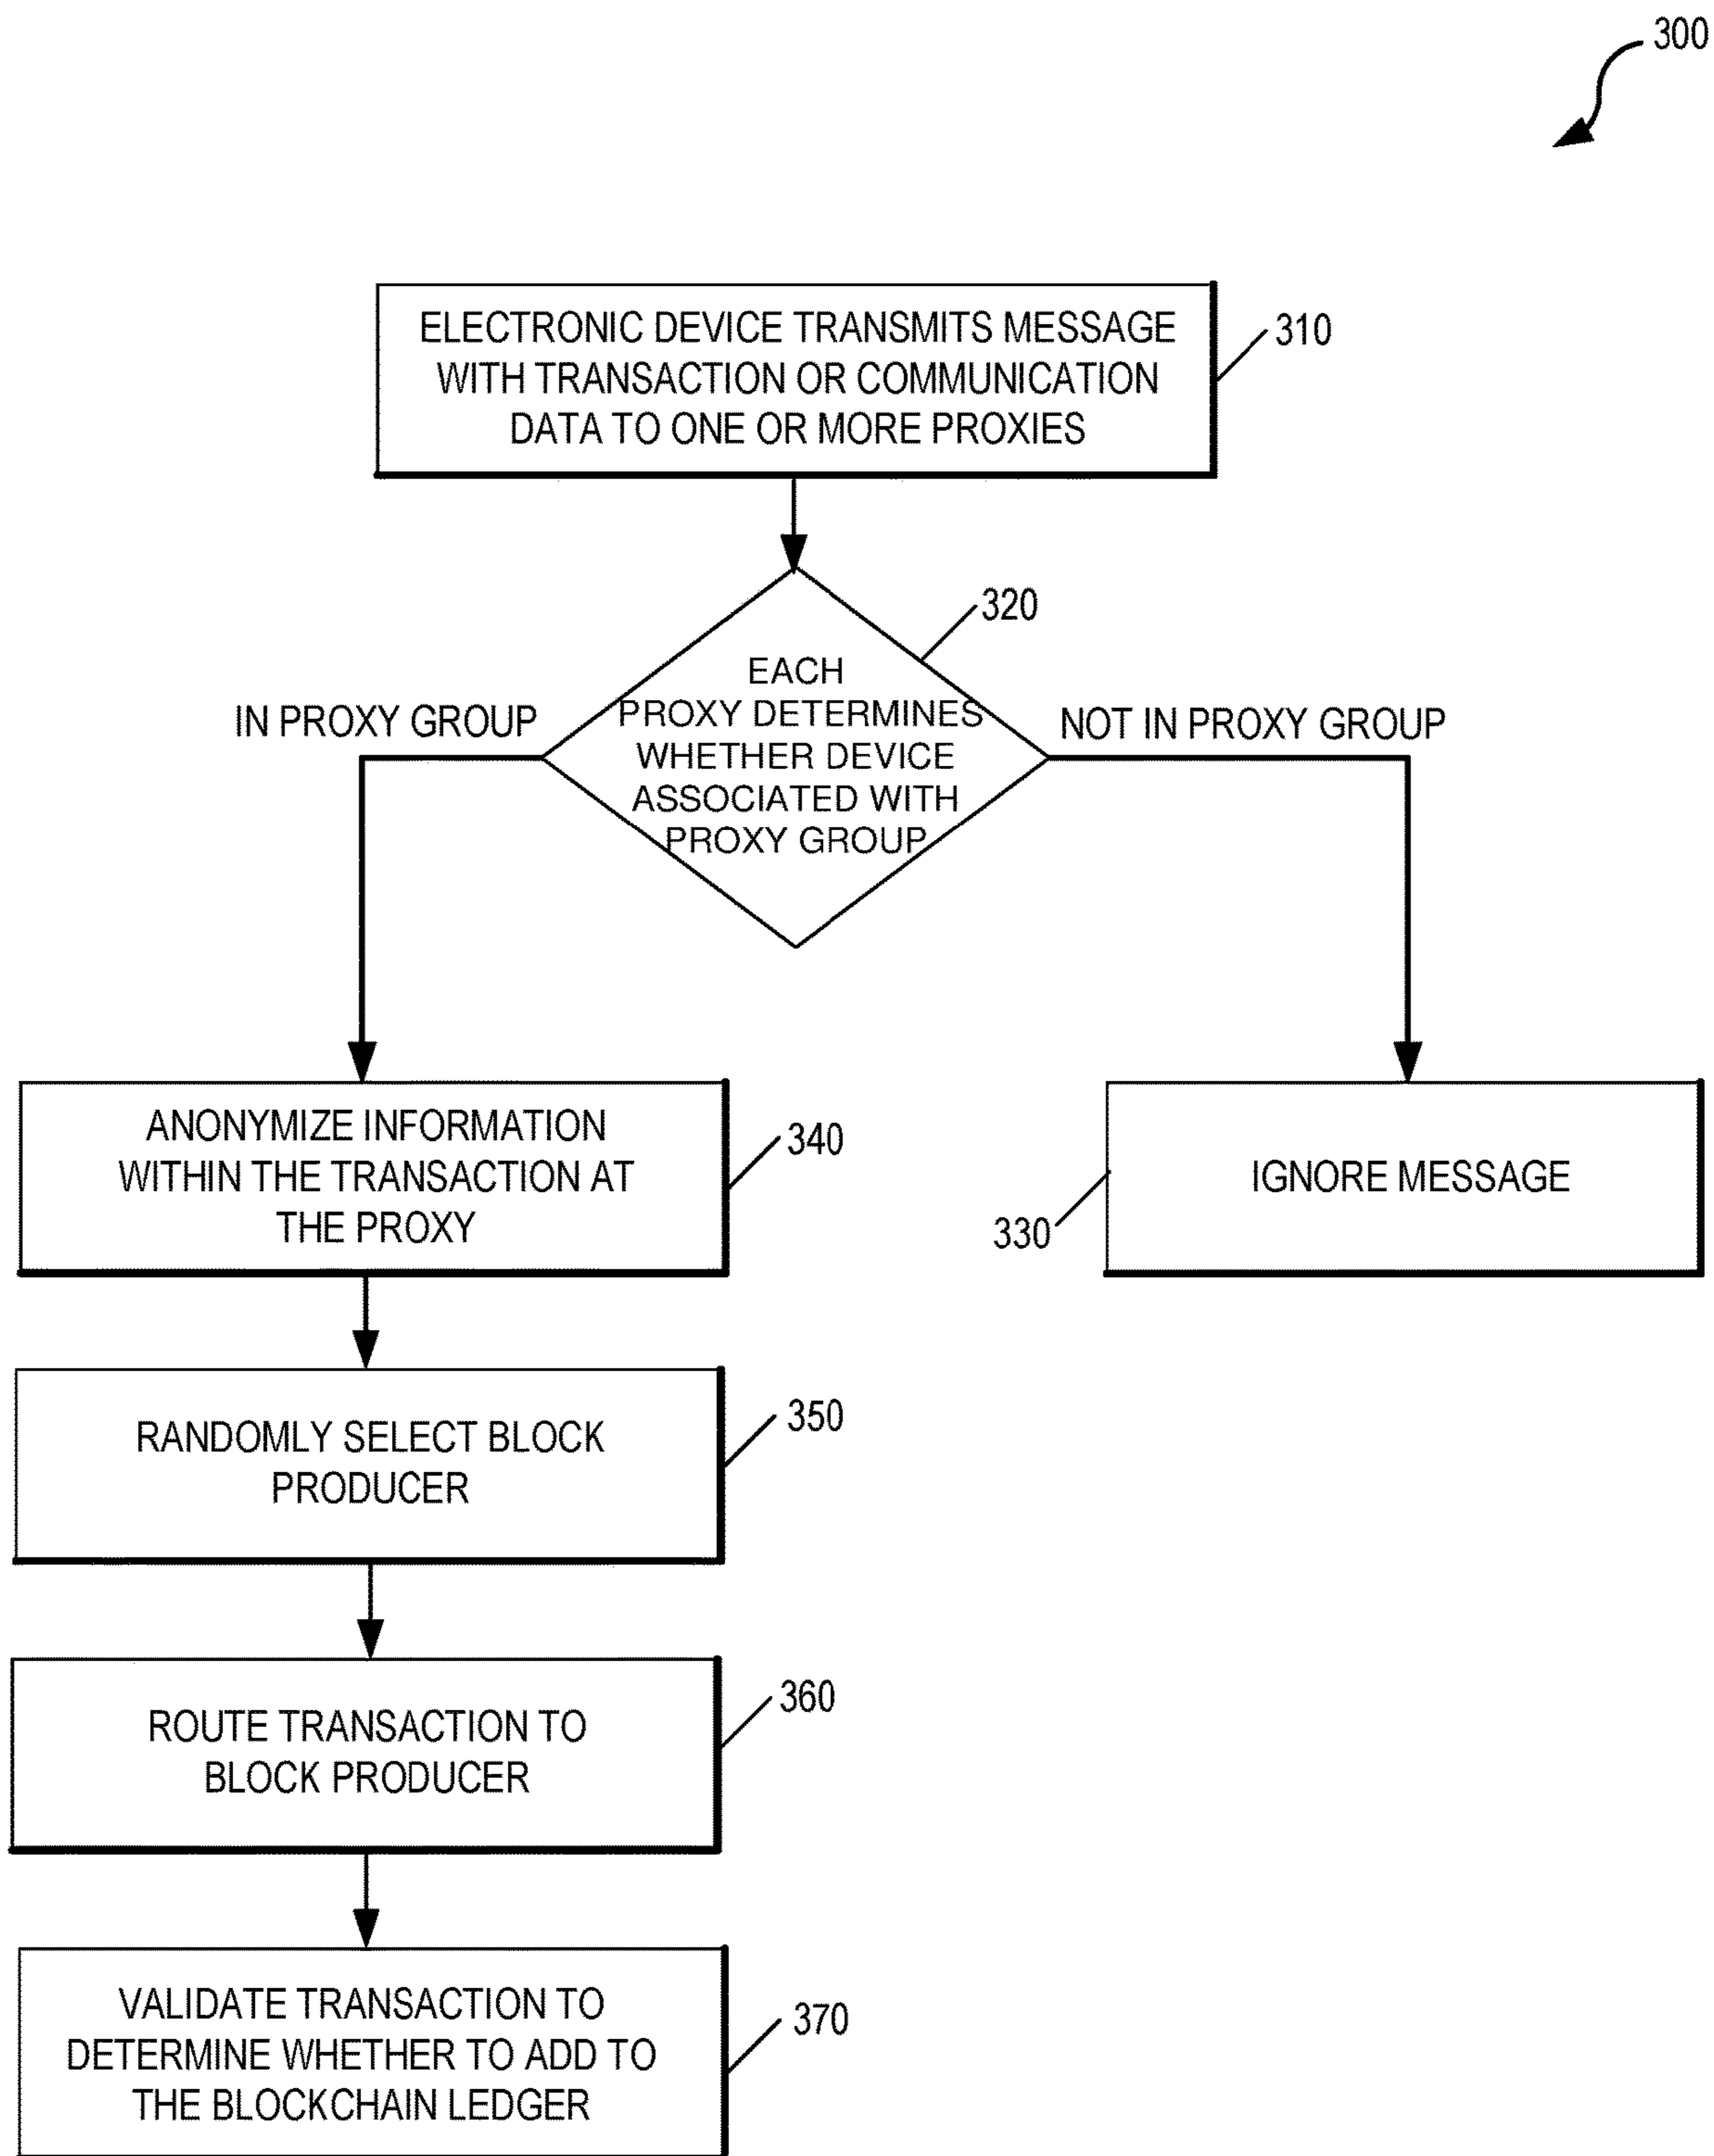 300
ELECTRONIC DEVICE TRANSMITS MESSAGE
WITH TRANSACTION OR COMMUNICATION
DATA TO ONE OR MORE PROXIES
310
320
EACH
PROXY DETERMINES
WHETHER DEVICE
ASSOCIATED WITH
PROXY GROUP
IN PROXY GROUP
NOT IN PROXY GROUP
ANONYMIZE INFORMATION
WITHIN THE TRANSACTION AT
THE PROXY
340
IGNORE MESSAGE
330
RANDOMLY SELECT BLOCK
PRODUCER
350
ROUTE TRANSACTION TO
BLOCK PRODUCER
360
VALIDATE TRANSACTION TO
DETERMINE WHETHER TO ADD TO
THE BLOCKCHAIN LEDGER
370